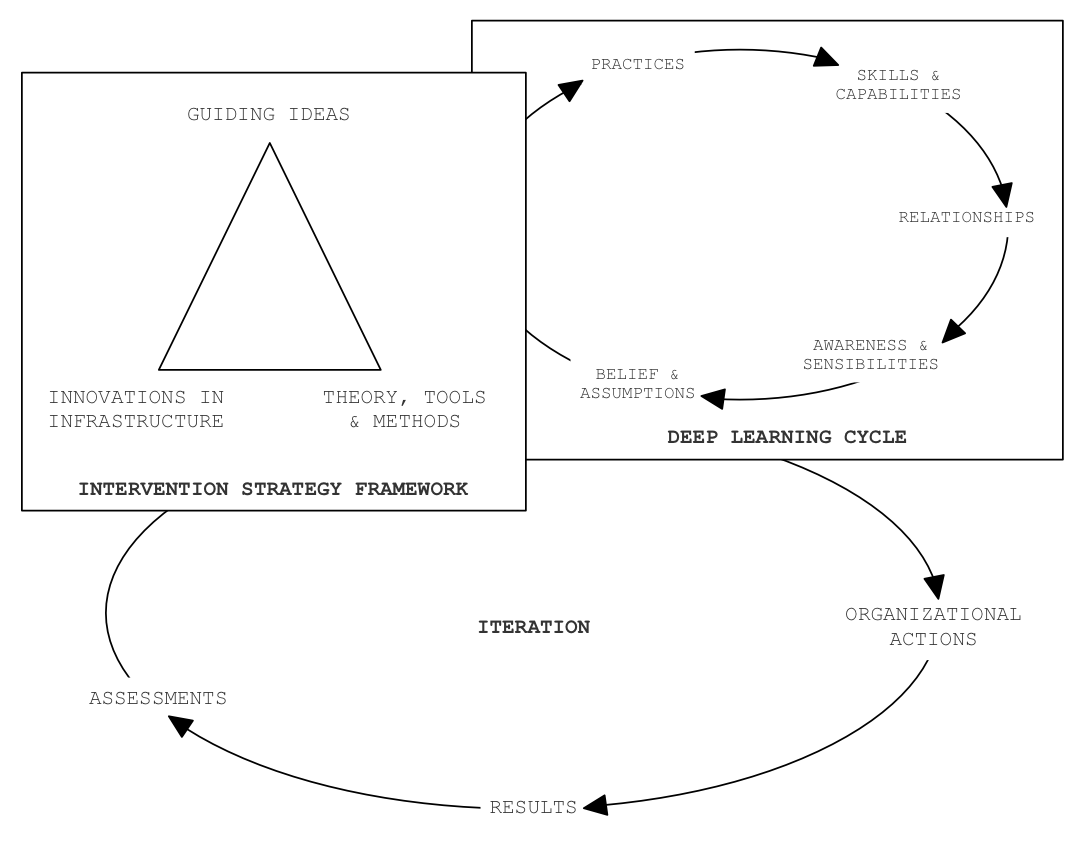 PRACTICES
SKILLS &
CAPABILITIES
RELATIONSHIPS
AWARENESS &
SENSIBILITIES
BELIEF &
ASSUMPTIONS
DEEP LEARNING CYCLE
GUIDING IDEAS
INNOVATIONS IN
INFRASTRUCTURE
THEORY, TOOLS
& METHODS
INTERVENTION STRATEGY FRAMEWORK
ITERATION
ORGANIZATIONAL
ACTIONS
RESULTS
ASSESSMENTS